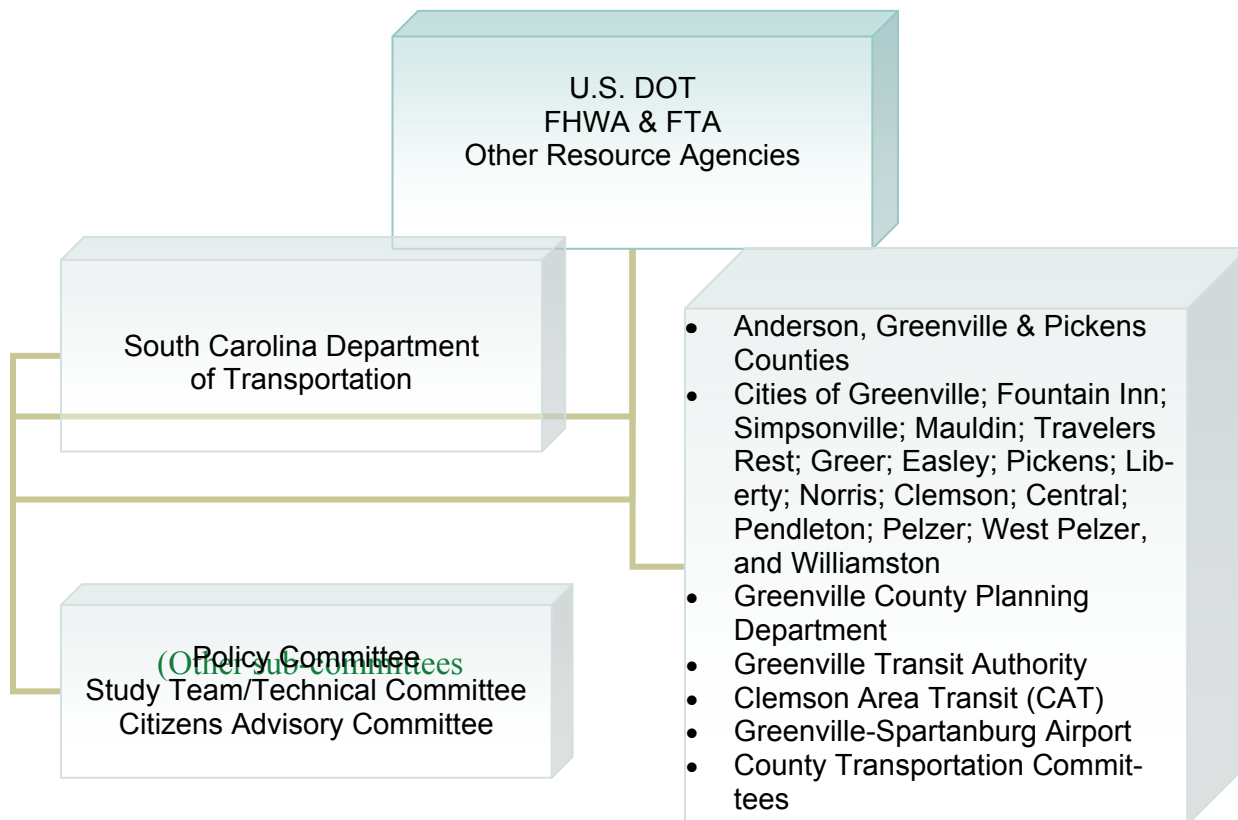 U.S. DOT
FHWA & FTA
Other Resource Agencies
South Carolina Department
of Transportation
• Anderson, Greenville & Pickens
Counties
• Cities of Greenville; Fountain Inn;
Simpsonville; Mauldin; Travelers
Rest; Greer; Easley; Pickens; Lib-
erty; Norris; Clemson; Central;
Pendleton; Pelzer; West Pelzer,
and Williamston
• Greenville County Planning
Department
• Greenville Transit Authority
• Clemson Area Transit (CAT)
• Greenville-Spartanburg Airport
• County Transportation Commit-
tees
Policy Committee
(Other sub-committees
Study Team/Technical Committee
Citizens Advisory Committee